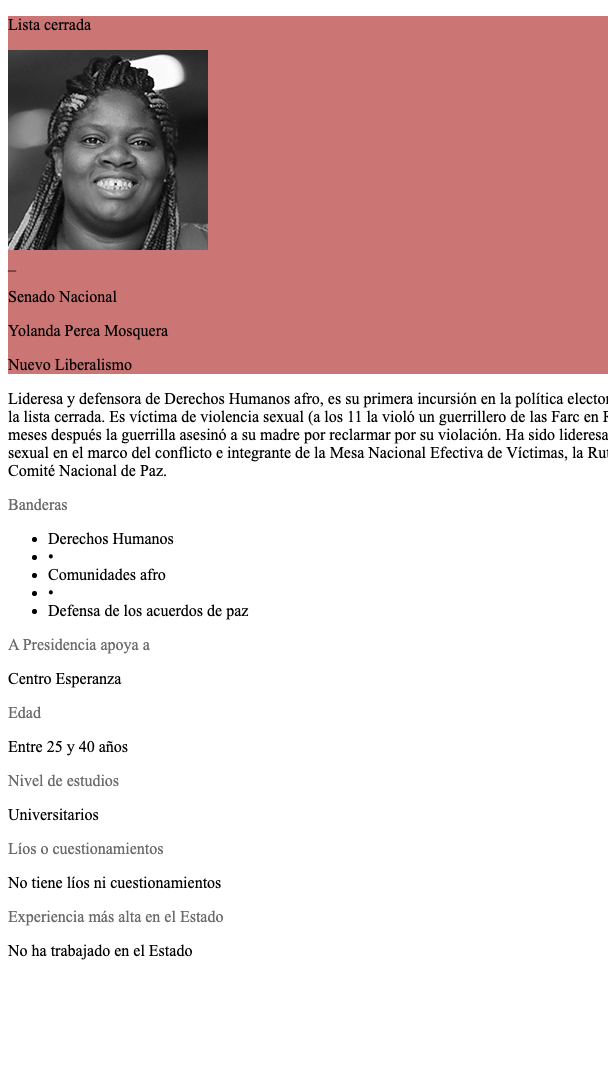 Lista cerrada
_
Senado Nacional
Yolanda Perea Mosquera
Nuevo Liberalismo
Lideresa y defensora de Derechos Humanos afro, es su primera incursión en la política
la lista cerrada. Es víctima de violencia sexual (a los 11 la violó un guerrillero de las Farc en
meses después la guerrilla asesinó a su madre por reclarmar por su violación. Ha sido lideresa
sexual en el marco del conflicto e integrante de la Mesa Nacional Efectiva de Víctimas, la
Comité Nacional de Paz.
Banderas
• Derechos Humanos
• •
• Comunidades afro
• •
• Defensa de los acuerdos de paz
A Presidencia apoya a
Centro Esperanza
Edad
Entre 25 y 40 años
Nivel de estudios
Universitarios
Líos o cuestionamientos
No tiene líos ni cuestionamientos
Experiencia más alta en el Estado
No ha trabajado en el Estado